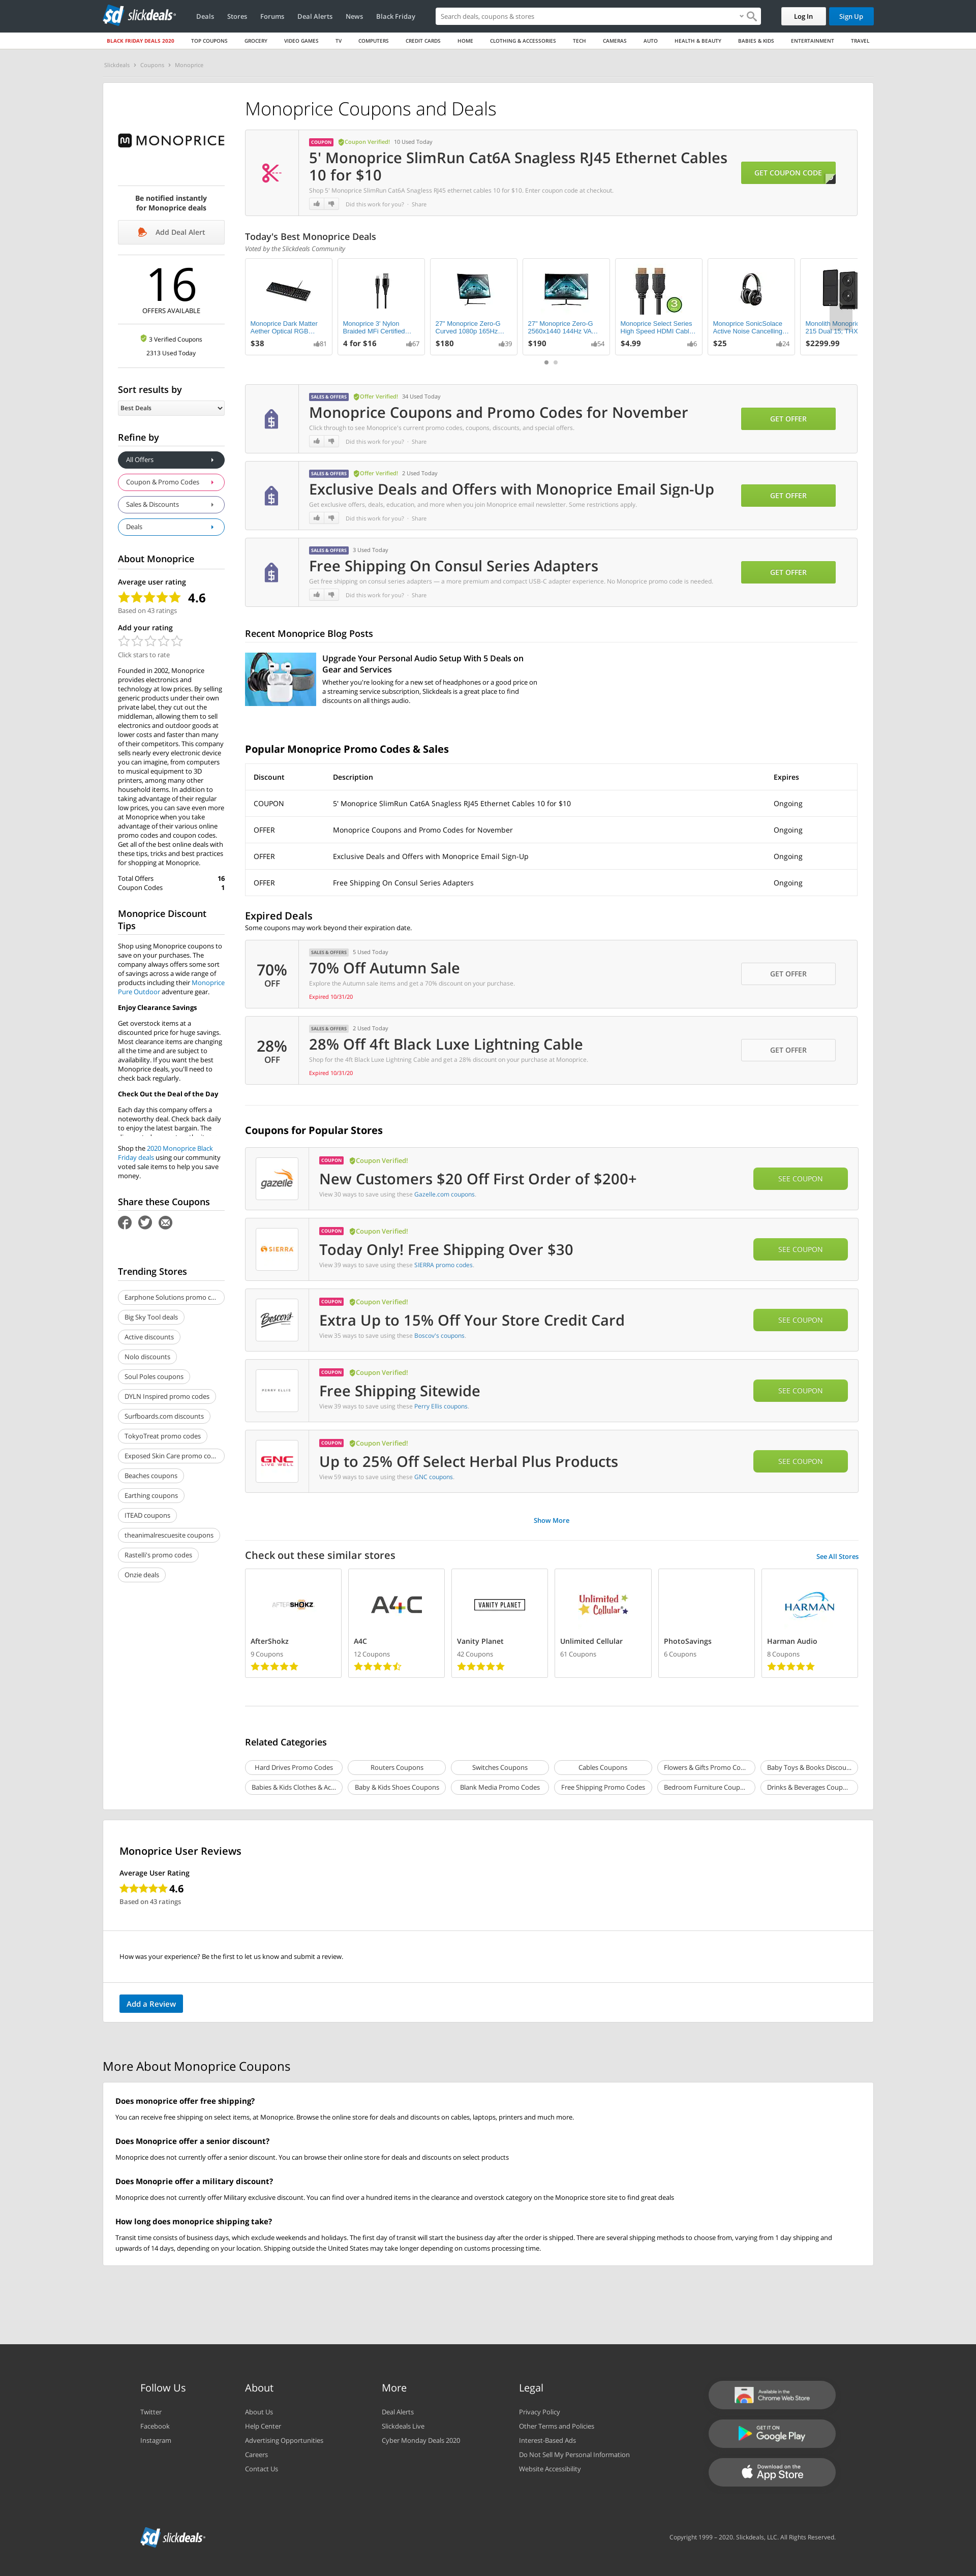 sd slickdeals
Deals Stores Forums Deal Alerts News Black Friday
Search deals, coupons & stores
Log In Sign Up
BLACK FRIDAY DEALS 2020 TOP COUPONS GROCERY VIDEO GAMES TV COMPUTERS CREDIT CARDS HOME CLOTHING & ACCESSORIES TECH CAMERAS AUTO HEALTH & BEAUTY BABIES & KIDS ENTERTAINMENT TRAVEL
Slickdeals > Coupons > Monoprice
MONOPRICE
Be notified instantly
for Monoprice deals
Add Deal Alert
16
OFFERS AVAILABLE
3 Verified Coupons
2313 Used Today
Sort results by
Best Deals
Refine by
All Offers
Coupon & Promo Codes
Sales & Discounts
Deals
About Monoprice
Average user rating
4.6
Based on 43 ratings
Add your rating
Click stars to rate
Founded in 2002, Monoprice
provides electronics and
technology at low prices. By selling
generic products under their own
private label, they cut out the
middleman, allowing them to sell
electronics and outdoor goods at
lower costs and faster than many
of their competitors. This company
sells nearly every electronic device
you can imagine, from computers
to musical equipment to 3D
printers, among many other
household items. In addition to
taking advantage of their regular
low prices, you can save even more
at Monoprice when you take
advantage of their various online
promo codes and coupon codes.
Get all of the best online deals with
these tips, tricks and best practices
for shopping at Monoprice.
Total Offers 16
Coupon Codes 1
Monoprice Discount
Tips
Shop using Monoprice coupons to
save on your purchases. The
company always offers some sort
of savings across a wide range of
products including their Monoprice
Pure Outdoor adventure gear.
Enjoy Clearance Savings
Get overstock items at a
discounted price for huge savings.
Most clearance items are changing
all the time and are subject to
availability. If you want the best
Monoprice deals, you'll need to
check back regularly.
Check Out the Deal of the Day
Each day this company offers a
noteworthy deal. Check back daily
to enjoy the latest bargain. The
Shop the 2020 Monoprice Black
Friday deals using our community
voted sale items to help you save
money.
Share these Coupons
Trending Stores
Earphone Solutions promo c...
Big Sky Tool deals
Active discounts
Nolo discounts
Soul Poles coupons
DYLN Inspired promo codes
Surfboards.com discounts
TokyoTreat promo codes
Exposed Skin Care promo co...
Beaches coupons
Earthing coupons
ITEAD coupons
theanimalrescuesite coupons
Rastelli's promo codes
Onzie deals
Monoprice Coupons and Deals
COUPON Coupon Verified! 10 Used Today
5' Monoprice SlimRun Cat6A Snagless RJ45 Ethernet Cables
10 for $10
Shop 5' Monoprice SlimRun Cat6A Snagless RJ45 ethernet cables 10 for $10. Enter coupon code at checkout.
Did this work for you? · Share
GET COUPON CODE
Today's Best Monoprice Deals
Voted by the Slickdeals Community
Monoprice Dark Matter
Aether Optical RGB...
$38 81
Monoprice 3' Nylon
Braided MFi Certified...
4 for $16 67
27" Monoprice Zero-G
Curved 1080p 165Hz...
$180 39
27" Monoprice Zero-G
2560x1440 144Hz VA...
$190 54
3
Monoprice Select Series
High Speed HDMI Cabl...
$4.99 6
Monoprice SonicSolace
Active Noise Cancelling...
$25 24
Monolith Monopric
215 Dual 15, THX
$2299.99
SALES & OFFERS Offer Verified! 34 Used Today
Monoprice Coupons and Promo Codes for November
Click through to see Monoprice's current promo codes, coupons, discounts, and special offers.
Did this work for you? · Share
GET OFFER
SALES & OFFERS Offer Verified! 2 Used Today
Exclusive Deals and Offers with Monoprice Email Sign-Up
Get exclusive offers, deals, education, and more when you join Monoprice email newsletter. Some restrictions apply.
Did this work for you? · Share
GET OFFER
SALES & OFFERS 3 Used Today
Free Shipping On Consul Series Adapters
Get free shipping on consul series adapters — a more premium and compact USB-C adapter experience. No Monoprice promo code is needed.
Did this work for you? · Share
GET OFFER
Recent Monoprice Blog Posts
Upgrade Your Personal Audio Setup With 5 Deals on
Gear and Services
Whether you're looking for a new set of headphones or a good price on
a streaming service subscription, Slickdeals is a great place to find
discounts on all things audio.
Popular Monoprice Promo Codes & Sales
Discount Description Expires
COUPON 5' Monoprice SlimRun Cat6A Snagless RJ45 Ethernet Cables 10 for $10 Ongoing
OFFER Monoprice Coupons and Promo Codes for November Ongoing
OFFER Exclusive Deals and Offers with Monoprice Email Sign-Up Ongoing
OFFER Free Shipping On Consul Series Adapters Ongoing
Expired Deals
Some coupons may work beyond their expiration date.
70%
OFF
SALES & OFFERS 5 Used Today
70% Off Autumn Sale
Explore the Autumn sale items and get a 70% discount on your purchase.
Expired 10/31/20
GET OFFER
28%
OFF
SALES & OFFERS 2 Used Today
28% Off 4ft Black Luxe Lightning Cable
Shop for the 4ft Black Luxe Lightning Cable and get a 28% discount on your purchase at Monoprice.
Expired 10/31/20
GET OFFER
Coupons for Popular Stores
gazelle
COUPON Coupon Verified!
New Customers $20 Off First Order of $200+
View 30 ways to save using these Gazelle.com coupons.
SEE COUPON
SIERRA
COUPON Coupon Verified!
Today Only! Free Shipping Over $30
View 39 ways to save using these SIERRA promo codes.
SEE COUPON
Boscov's
COUPON Coupon Verified!
Extra Up to 15% Off Your Store Credit Card
View 35 ways to save using these Boscov's coupons.
SEE COUPON
PERRY ELLIS
COUPON Coupon Verified!
Free Shipping Sitewide
View 39 ways to save using these Perry Ellis coupons.
SEE COUPON
GNC
LIVE WELL
COUPON Coupon Verified!
Up to 25% Off Select Herbal Plus Products
View 59 ways to save using these GNC coupons.
SEE COUPON
Show More
Check out these similar stores
See All Stores
AFTERSHOKZ
AfterShokz
9 Coupons
A4C
A4C
12 Coupons
VANITY PLANET
Vanity Planet
42 Coupons
Unlimited
Cellular
Unlimited Cellular
61 Coupons
PhotoSavings
6 Coupons
HARMAN
Harman Audio
8 Coupons
Related Categories
Hard Drives Promo Codes
Routers Coupons
Switches Coupons
Cables Coupons
Flowers & Gifts Promo Co...
Baby Toys & Books Discou...
Babies & Kids Clothes & Ac...
Baby & Kids Shoes Coupons
Blank Media Promo Codes
Free Shipping Promo Codes
Bedroom Furniture Coup...
Drinks & Beverages Coup...
Monoprice User Reviews
Average User Rating
4.6
Based on 43 ratings
How was your experience? Be the first to let us know and submit a review.
Add a Review
More About Monoprice Coupons
Does monoprice offer free shipping?
You can receive free shipping on select items, at Monoprice. Browse the online store for deals and discounts on cables, laptops, printers and much more.
Does Monoprice offer a senior discount?
Monoprice does not currently offer a senior discount. You can browse their online store for deals and discounts on select products
Does Monoprie offer a military discount?
Monoprice does not currently offer Military exclusive discount. You can find over a hundred items in the clearance and overstock category on the Monoprice store site to find great deals
How long does monoprice shipping take?
Transit time consists of business days, which exclude weekends and holidays. The first day of transit will start the business day after the order is shipped. There are several shipping methods to choose from, varying from 1 day shipping and
upwards of 14 days, depending on your location. Shipping outside the United States may take longer depending on customs processing time.
Follow Us
Twitter
Facebook
Instagram
About
About Us
Help Center
Advertising Opportunities
Careers
Contact Us
More
Deal Alerts
Slickdeals Live
Cyber Monday Deals 2020
Legal
Privacy Policy
Other Terms and Policies
Interest-Based Ads
Do Not Sell My Personal Information
Website Accessibility
Available in the
Chrome Web Store
GET IT ON
Google Play
Download on the
App Store
sd slickdeals
Copyright 1999 – 2020. Slickdeals, LLC. All Rights Reserved.